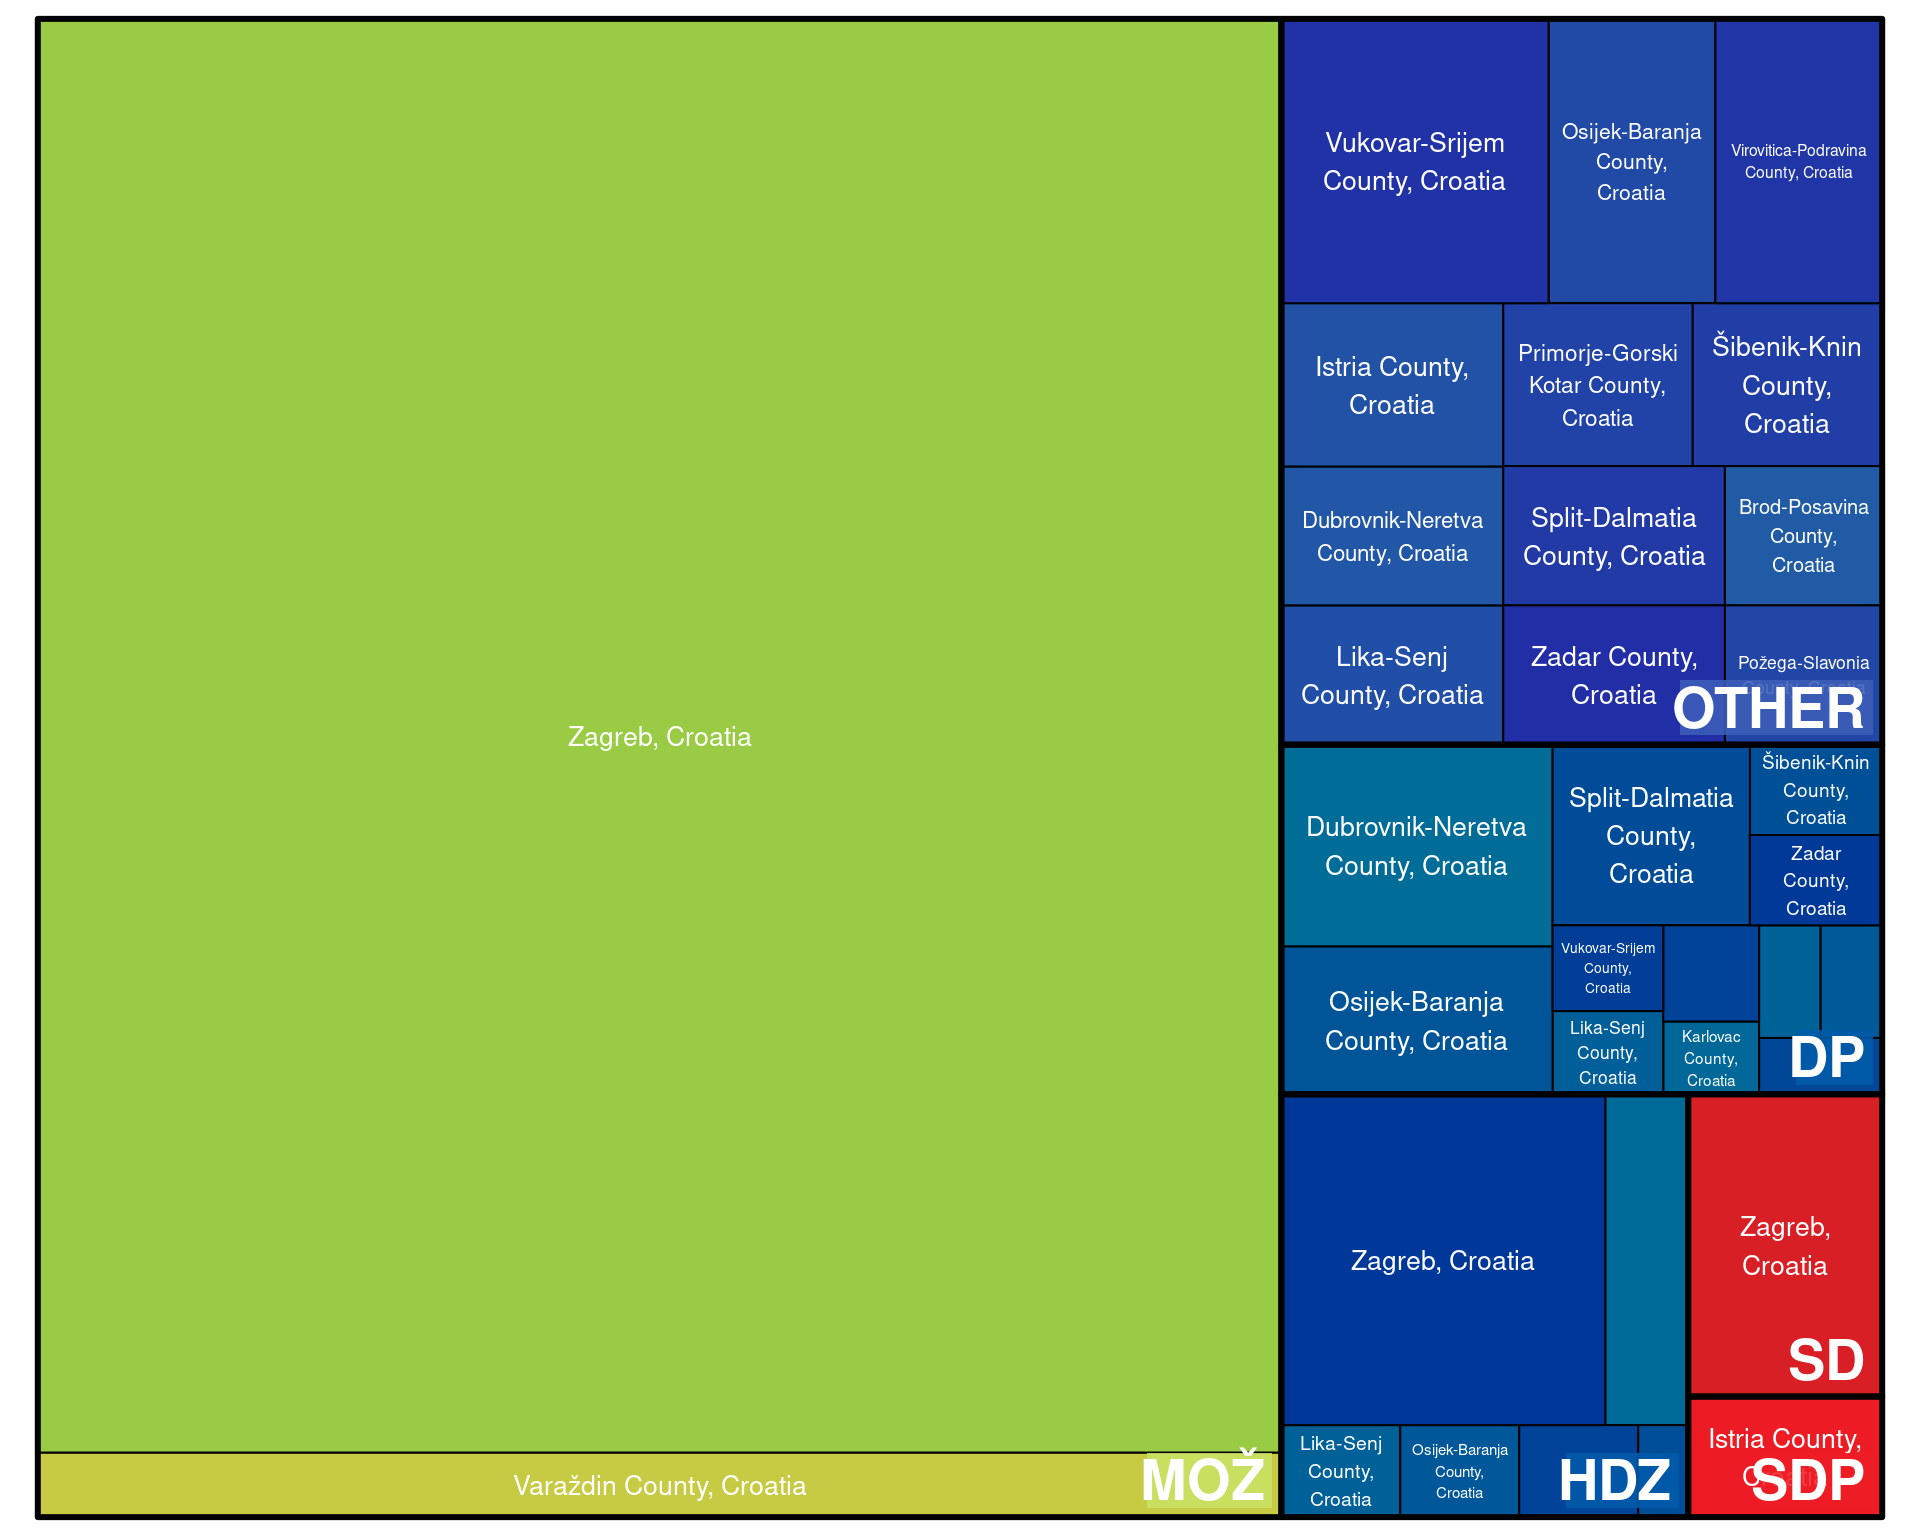 Zagreb, Croatia
Varaždin County, Croatia
MOŽ
Vukovar-Srijem
County, Croatia
Osijek-Baranja
County,
Croatia
Virovitica-Podravina
County, Croatia
Istria County,
Croatia
Primorje-Gorski
Kotar County,
Croatia
Šibenik-Knin
County,
Croatia
Dubrovnik-Neretva
County, Croatia
Split-Dalmatia
County, Croatia
Brod-Posavina
County,
Croatia
Lika-Senj
County, Croatia
Zadar County,
Croatia
Požega-Slavonia
County, Croatia
OTHER
Dubrovnik-Neretva
County, Croatia
Osijek-Baranja
County, Croatia
Split-Dalmatia
County,
Croatia
Šibenik-Knin
County,
Croatia
Zadar
County,
Croatia
Vukovar-Srijem
County,
Croatia
Lika-Senj
County,
Croatia
Karlovac
County,
Croatia
DP
Zagreb, Croatia
Lika-Senj
County,
Croatia
Osijek-Baranja
County,
Croatia
HDZ
Zagreb,
Croatia
SD
Istria County,
SDP